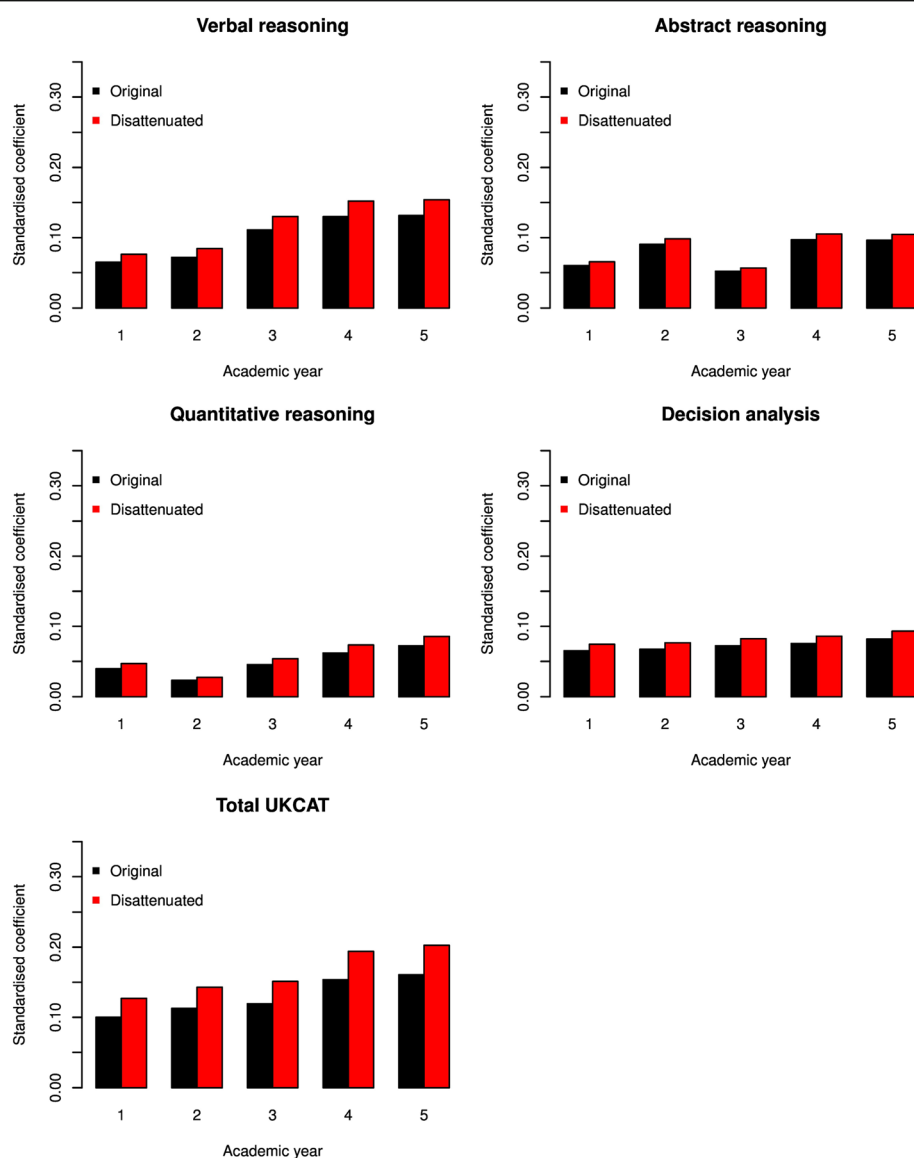 Verbal reasoning
Standardised coefficient
0.30
0.20
0.10
0.00
Original
Disattenuated
1 2 3 4 5
Academic year
Abstract reasoning
Standardised coefficient
0.30
0.20
0.10
0.00
Original
Disattenuated
1 2 3 4 5
Academic year
Quantitative reasoning
Standardised coefficient
0.30
0.20
0.10
0.00
Original
Disattenuated
1 2 3 4 5
Academic year
Decision analysis
Standardised coefficient
0.30
0.20
0.10
0.00
Original
Disattenuated
1 2 3 4 5
Academic year
Total UKCAT
Standardised coefficient
0.30
0.20
0.10
0.00
Original
Disattenuated
1 2 3 4 5
Academic year